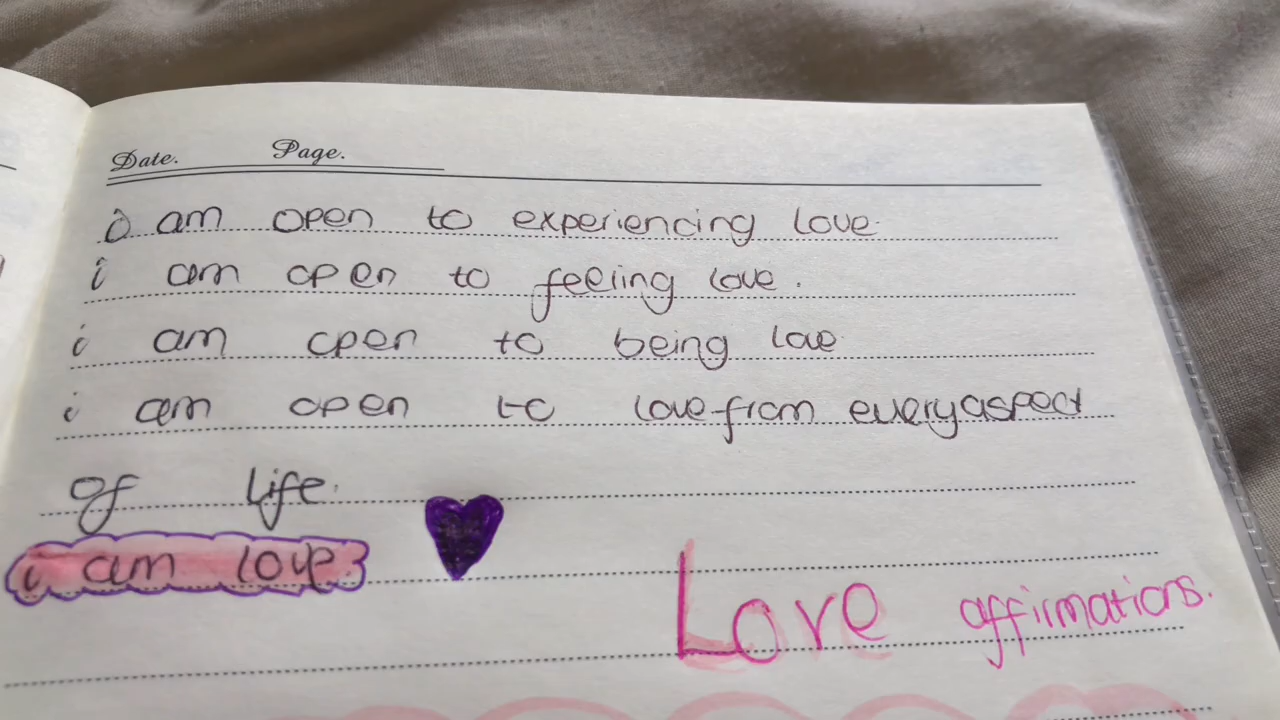 Date. Page.
i am open to experiencing love.
i am open to feeling love.
i am open to being love.
i am open to love from every aspect
of life.
i am love.
Love affirmations.